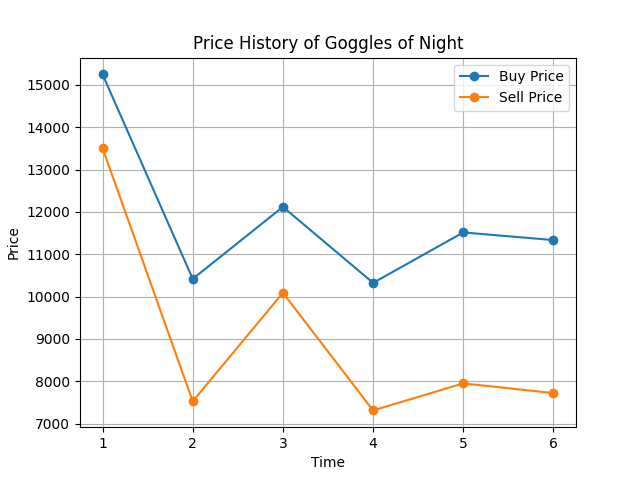 Price History of Goggles of Night
Buy Price
Sell Price
15000
14000
13000
12000
11000
10000
9000
8000
7000
Price
1 2 3 4 5 6
Time